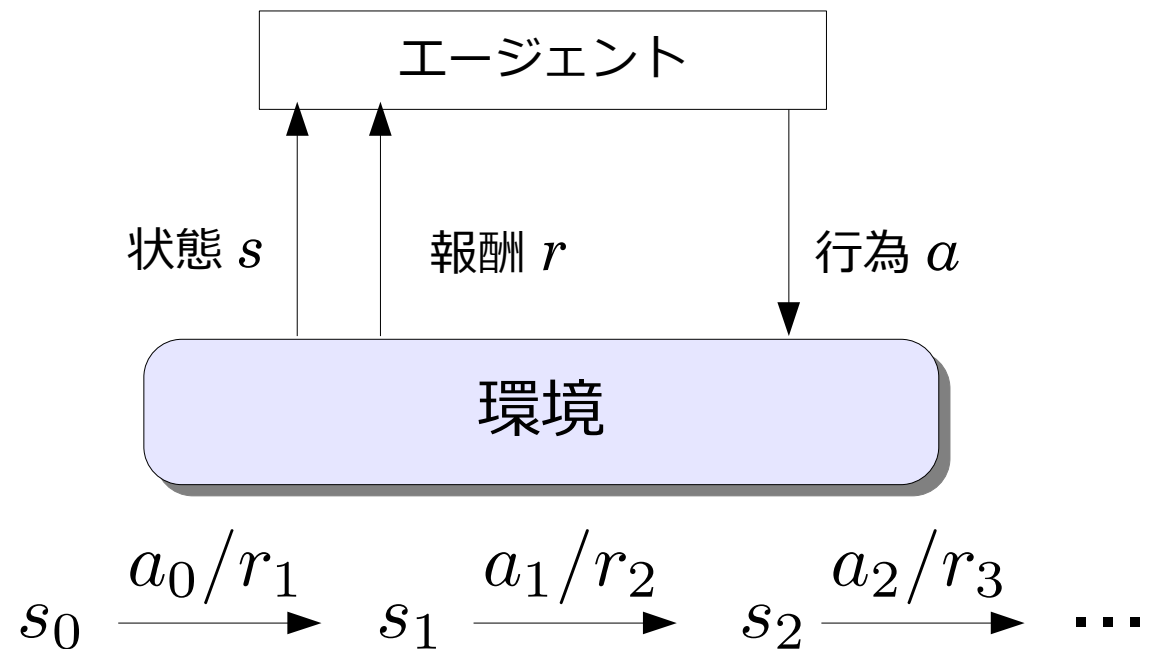 エージェント
状態 s
報酬 r
行為 a
環境
a₀/r₁ a₁/r₂ a₂/r₃
s₀ s₁ s₂ ⋯